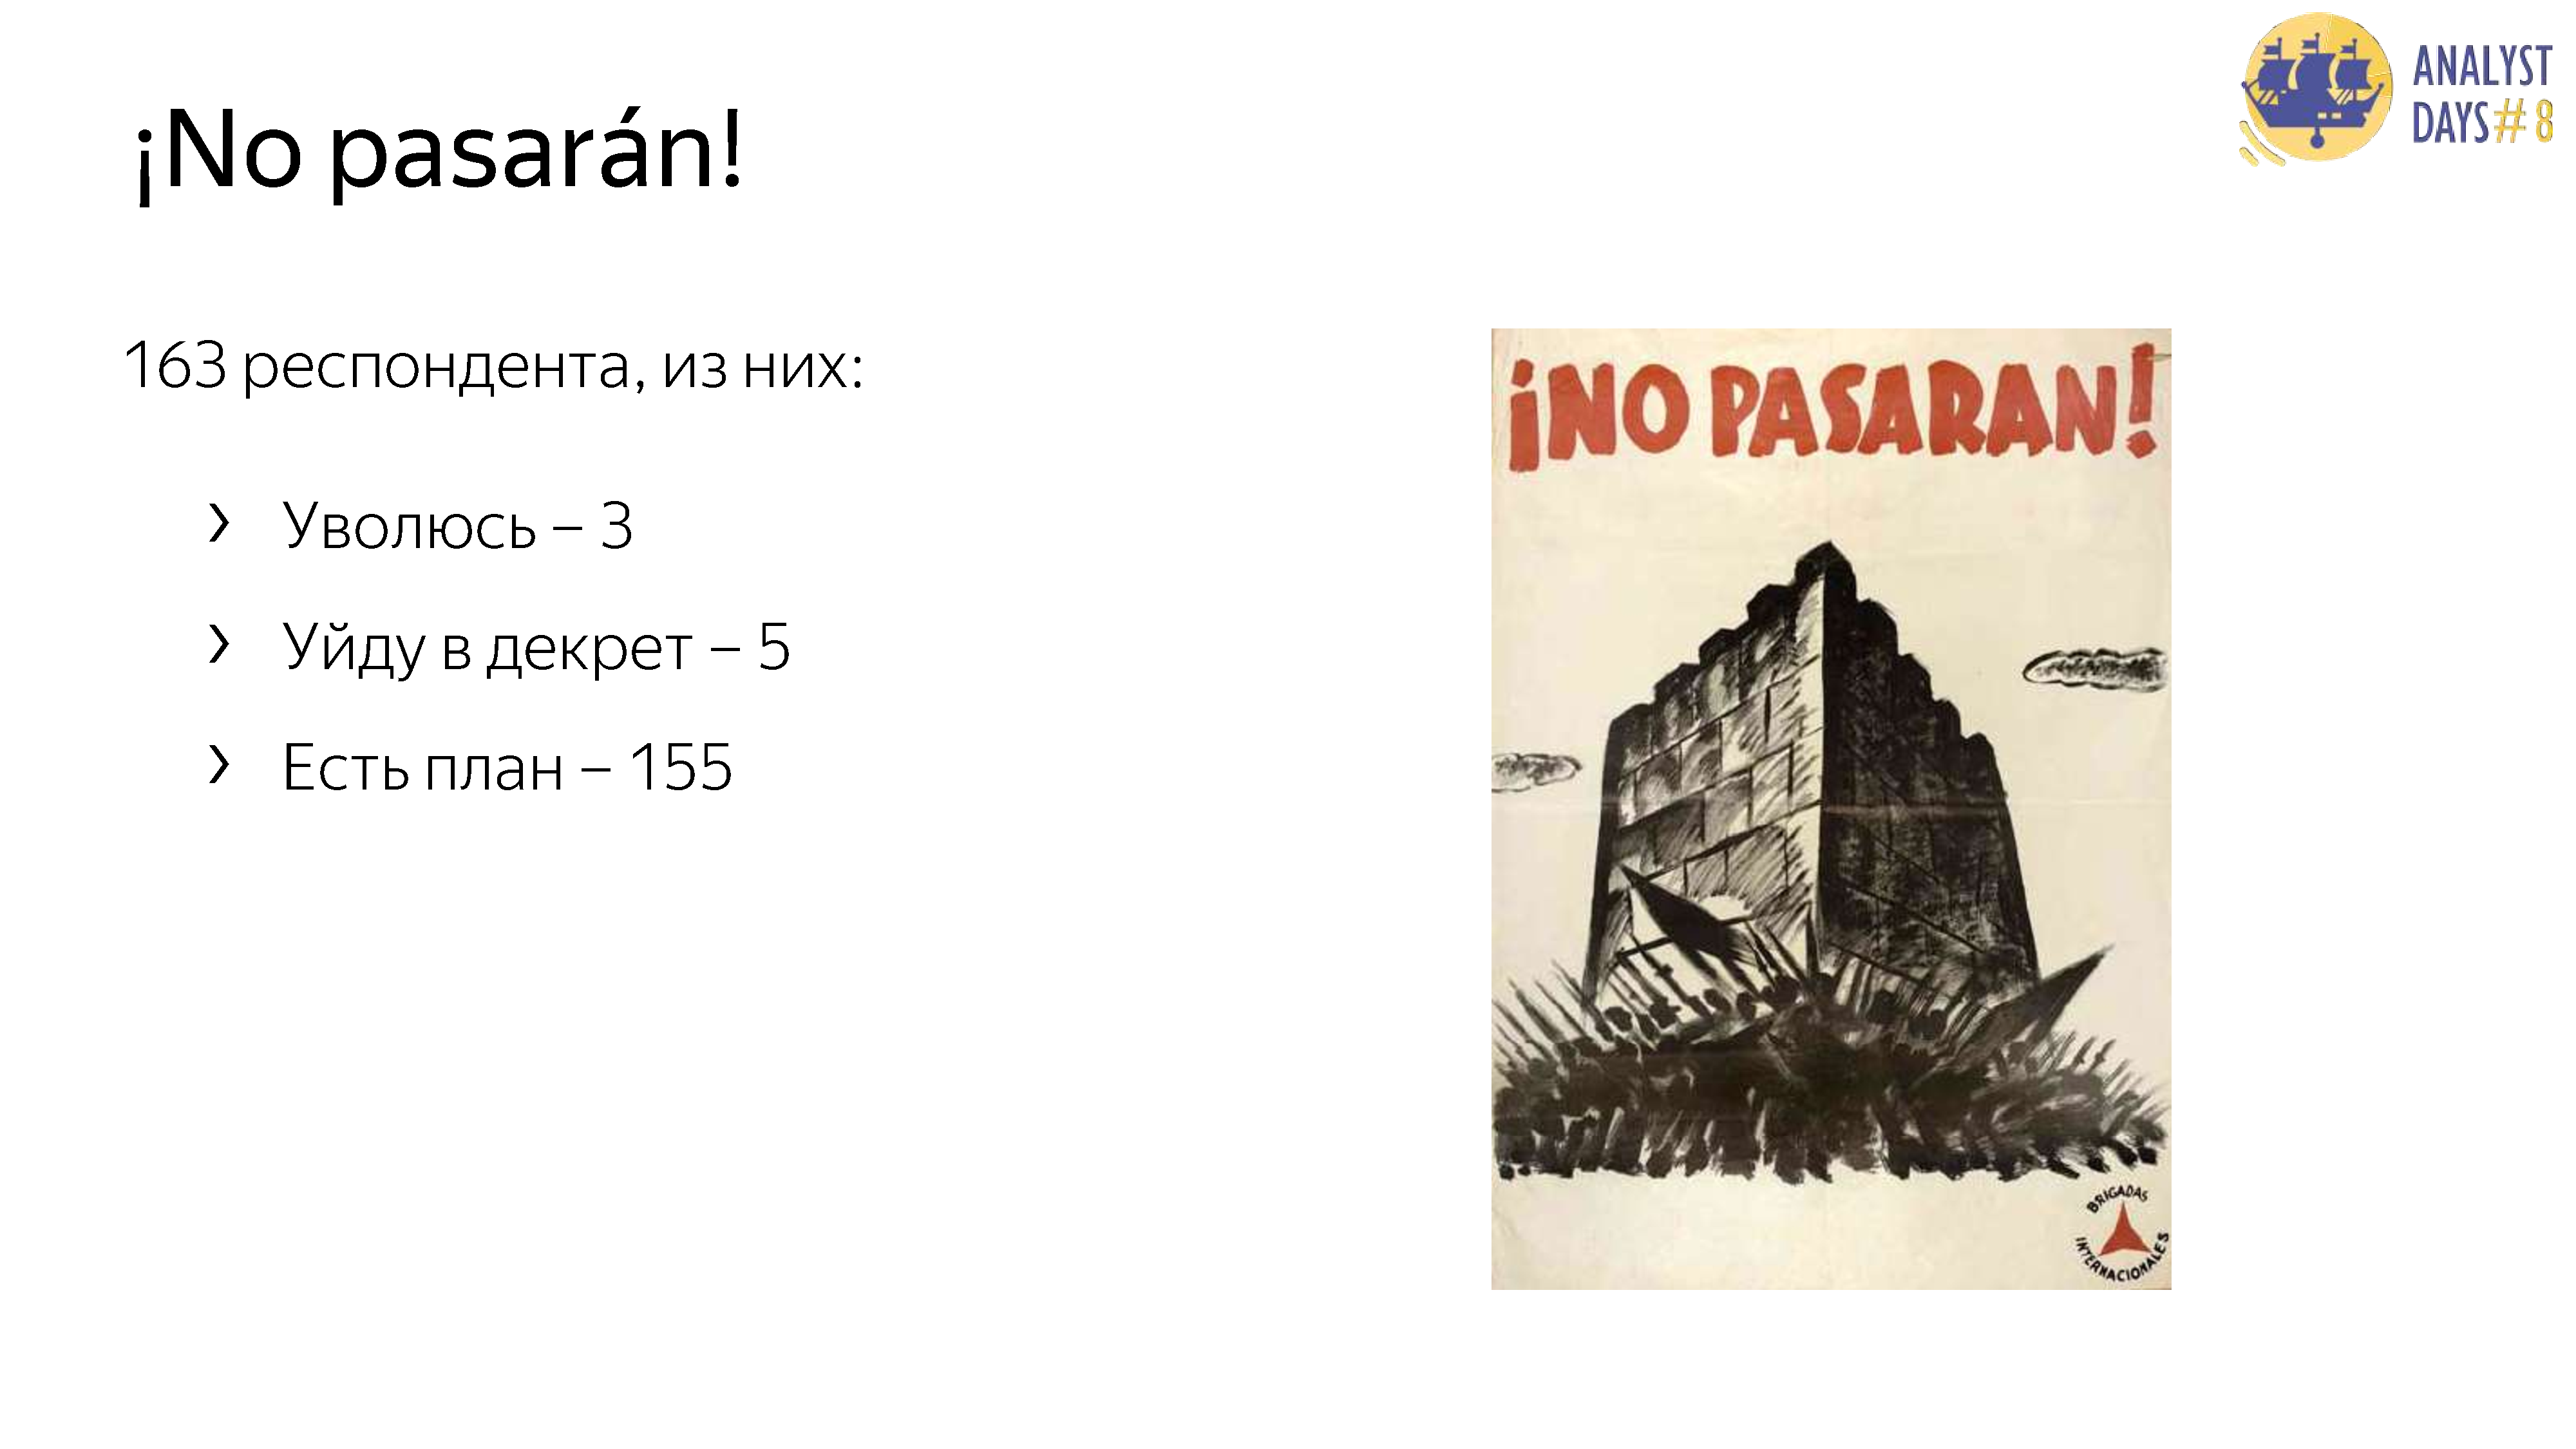 ¡No pasarán!
ANALYST
DAYS#8
163 респондента, из них:
› Уволюсь – 3
› Уйду в декрет – 5
› Есть план – 155
¡NO PASARAN!
BRIGADAS
INTERNACIONALES